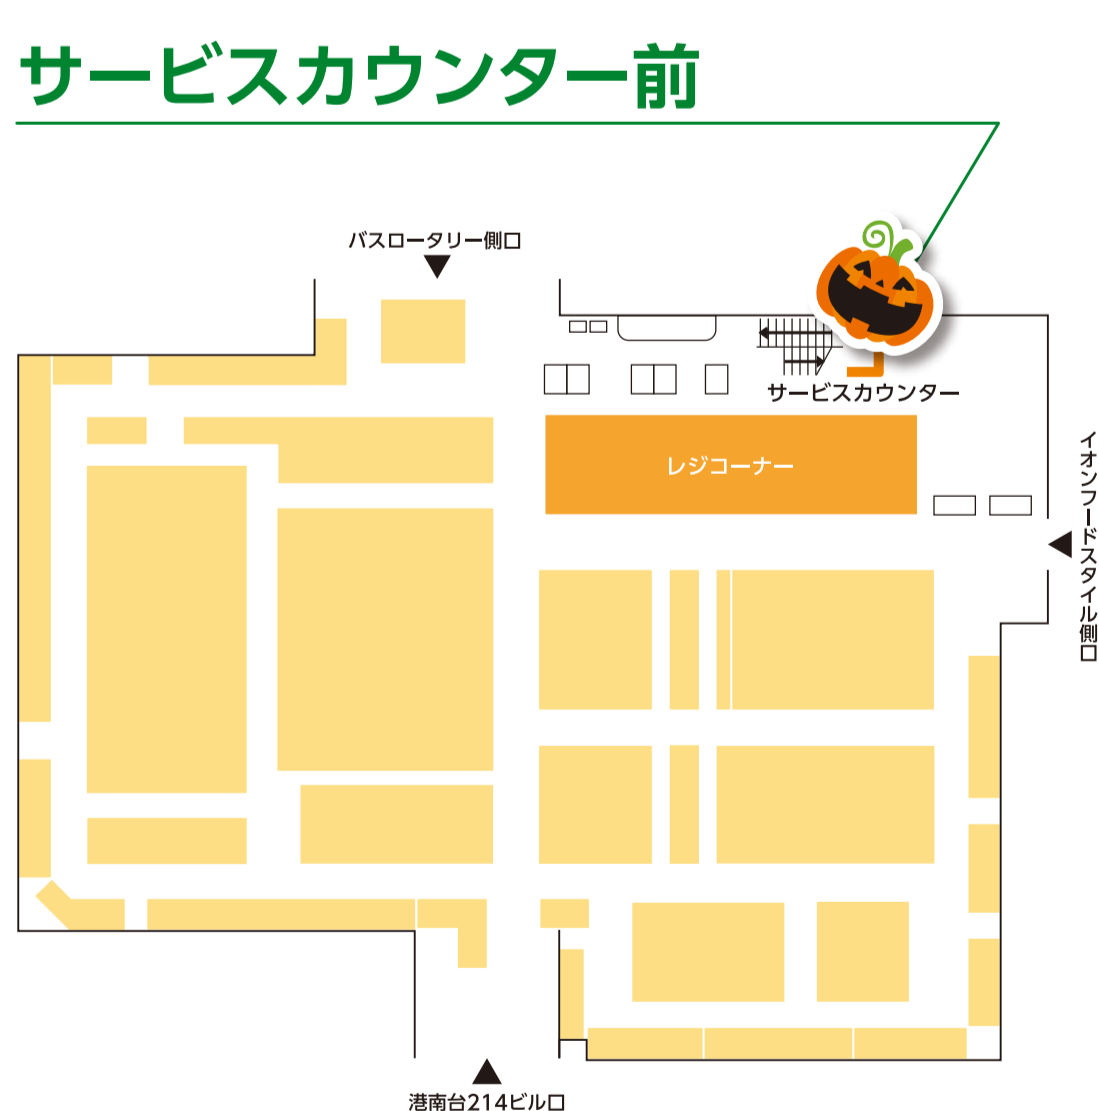 サービスカウンター前
バスロータリー側口
サービスカウンター
レジコーナー
イオンフードスタイル側口
港南台214ビル口